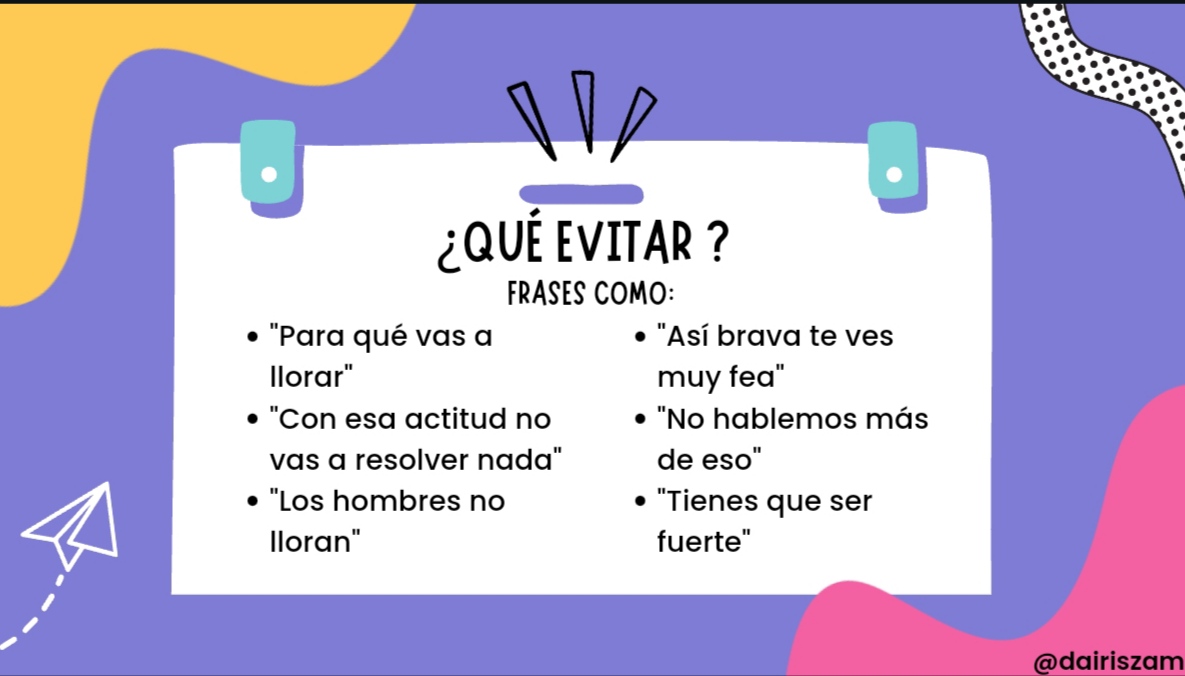 ¿QUÉ EVITAR ?
FRASES COMO:
• "Para qué vas a
llorar"
• "Con esa actitud no
vas a resolver nada"
• "Los hombres no
lloran"
• "Así brava te ves
muy fea"
• "No hablemos más
de eso"
• "Tienes que ser
fuerte"
@dairiszam